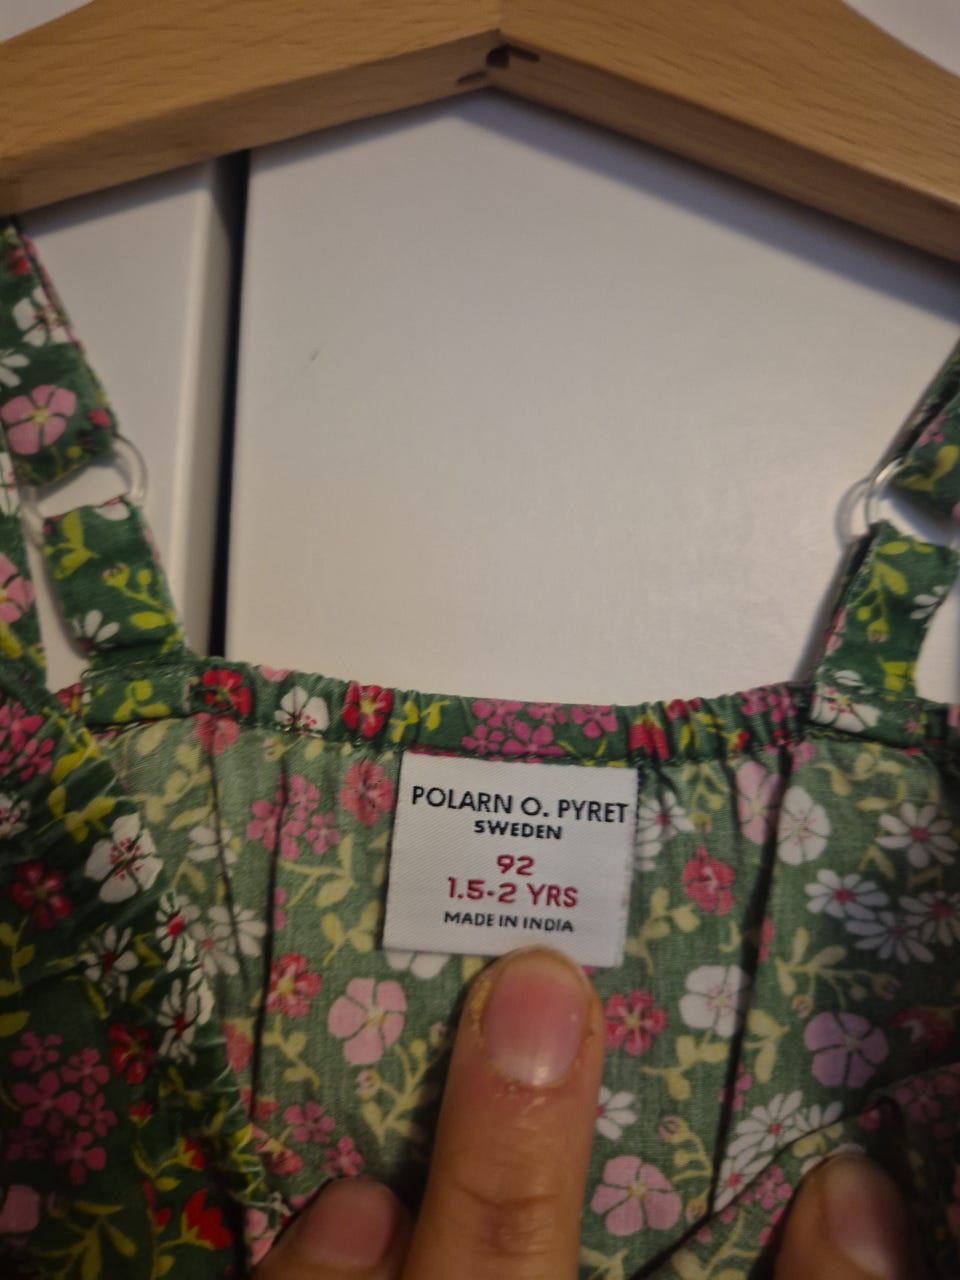 POLARN O. PYRET
SWEDEN
92
1.5-2 YRS
MADE IN INDIA